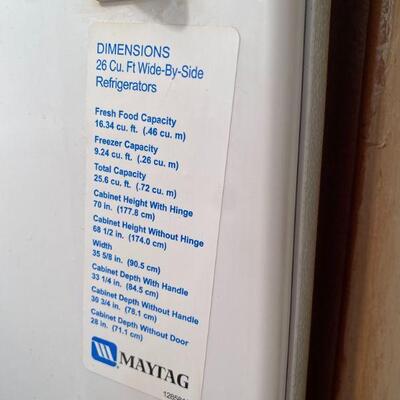 DIMENSIONS
26 Cu. Ft Wide-By-Side
Refrigerators
Fresh Food Capacity
16.34 cu. ft. (.46 cu. m)
Freezer Capacity
9.24 cu. ft. (.26 cu. m)
Total Capacity
25.6 cu. ft. (.72 cu. m)
Cabinet Height With Hinge
70 in. (177.8 cm)
Cabinet Height Without Hinge
68 1/2 in. (174.0 cm)
Width
35 5/8 in. (90.5 cm)
Cabinet Depth With Handle
33 1/4 in. (84.5 cm)
Cabinet Depth Without Handle
30 3/4 in. (78.1 cm)
Cabinet Depth Without Door
28 in. (71.1 cm)
MAYTAG